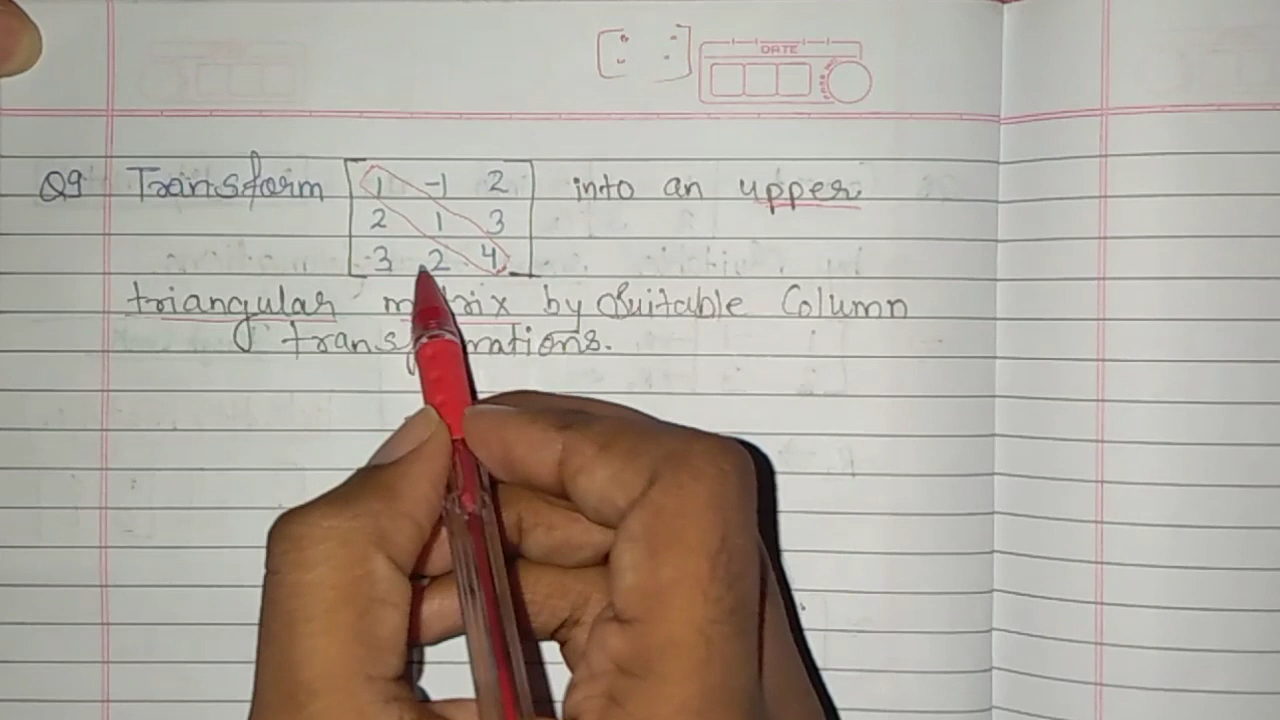 DATE
Q9 Transform [1 -1 2] into an upper
2 1 3
3 2 4
triangular matrix by Suitable Column
transformations.